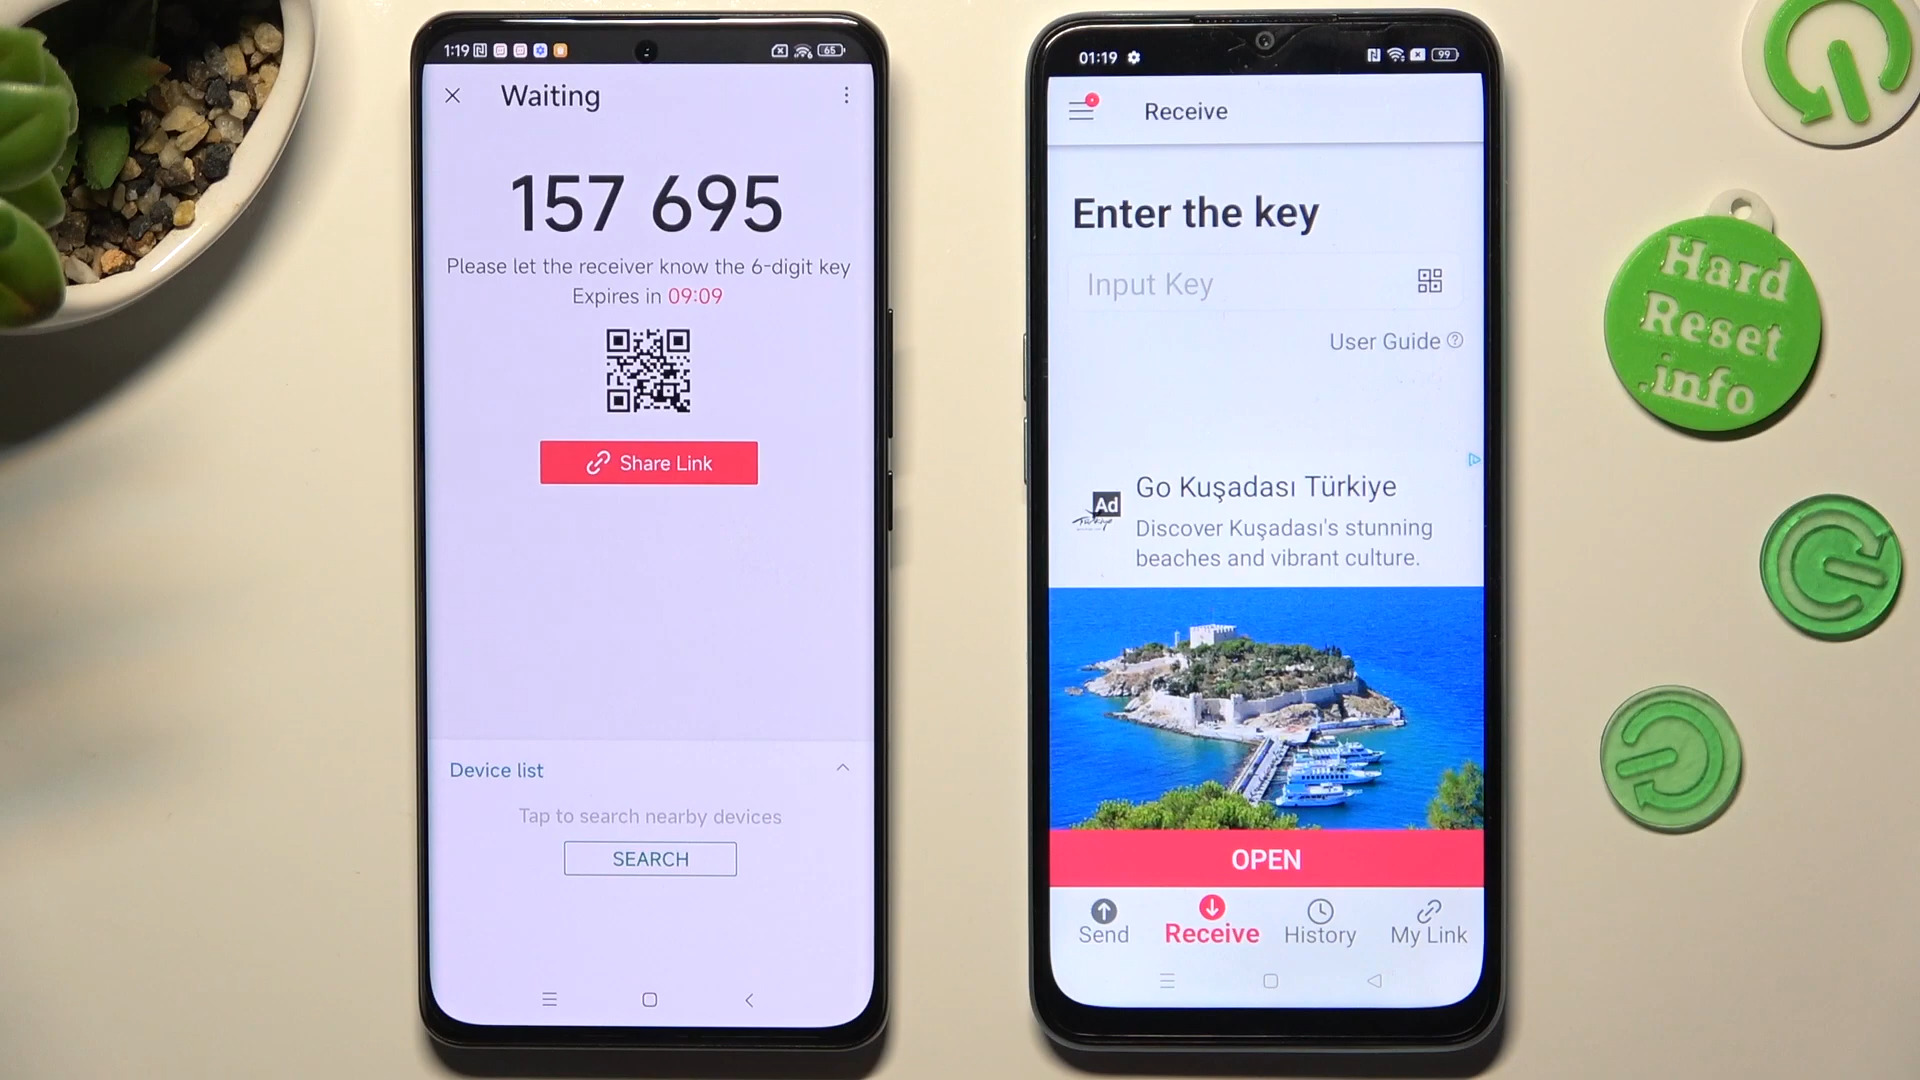 1:19
65
Waiting
157 695
Please let the receiver know the 6-digit key
Expires in 09:09
Share Link
Device list
Tap to search nearby devices
SEARCH
01:19
99
Receive
Enter the key
Input Key
User Guide
Ad
Türkiye
Go Kuşadası Türkiye
Discover Kuşadası's stunning
beaches and vibrant culture.
OPEN
Send
Receive
History
My Link
Hard
Reset
.info